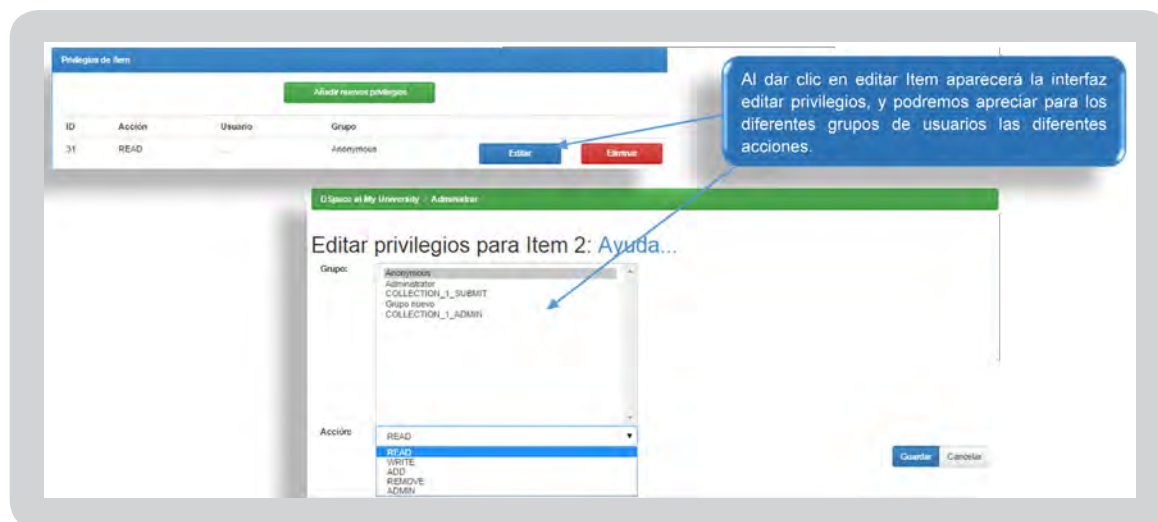 Privilegios de Item
Añadir nuevos privilegios
Al dar clic en editar Item aparecerá la interfaz
editar privilegios, y podremos apreciar para los
diferentes grupos de usuarios las diferentes
acciones.
ID Acción Usuario Grupo
31 READ ... Anonymous Editar Eliminar
DSpace at My University / Administrar
Editar privilegios para Item 2: Ayuda...
Grupo:
Anonymous
Administrator
COLLECTION_1_SUBMIT
Grupo nuevo
COLLECTION_1_ADMIN
Acción:
READ
READ
WRITE
ADD
REMOVE
ADMIN
Guardar Cancelar